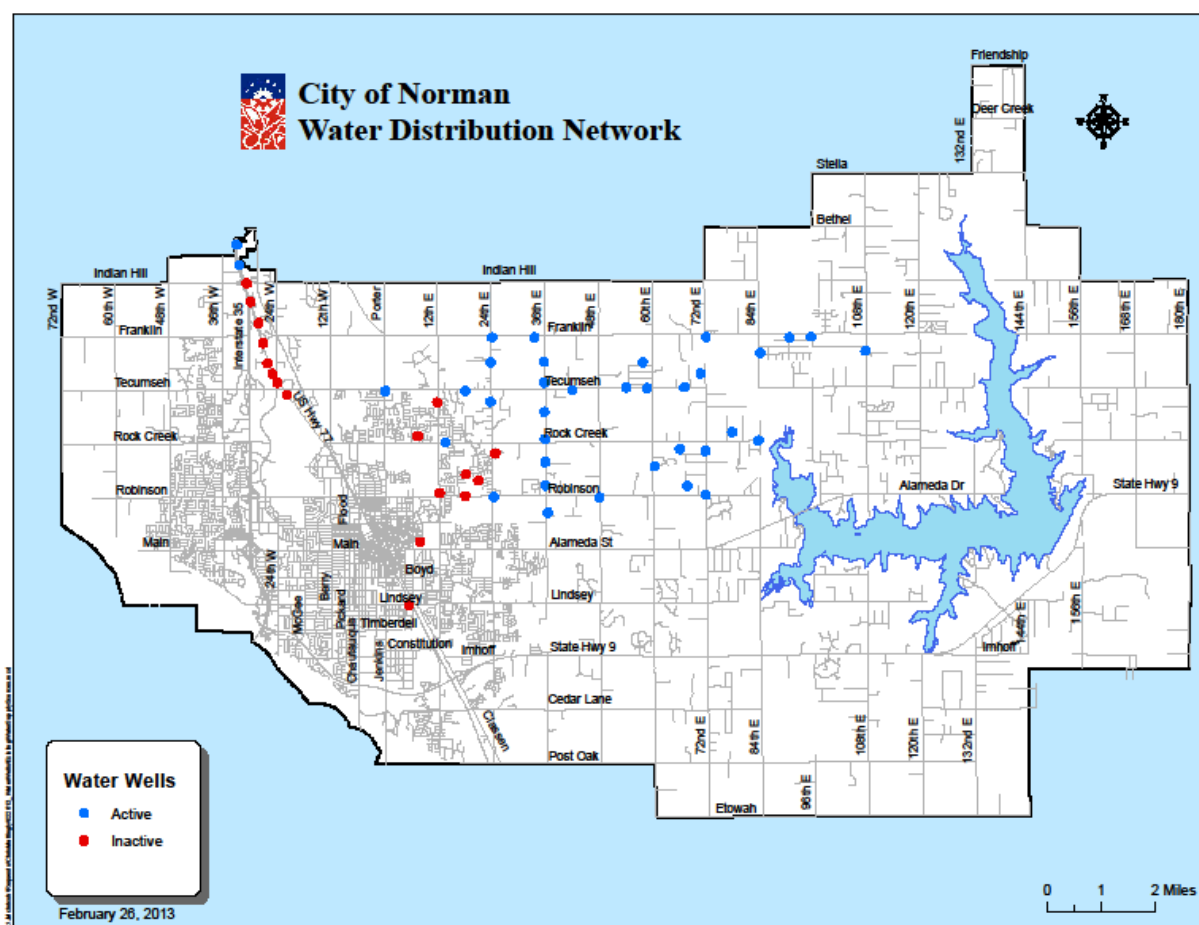 Friendship
City of Norman
Water Distribution Network
Deer Creek
132nd E
Stella
Bethel
Indian Hill
Indian Hill
72nd W
60th W
48th W
36th W
24th W
12th W
Porter
12th E
24th E
36th E
48th E
60th E
72nd E
84th E
108th E
120th E
144th E
156th E
180th E
Franklin
Franklin
Interstate 35
Tecumseh
Tecumseh
US Hwy 77
Rock Creek
Rock Creek
Robinson
Robinson
Alameda Dr
State Hwy 9
Flood
Main
Main
Alameda St
24th W
Boyd
Berry
McGee
Pickard
Lindsey
Lindsey
Timberdell
Chautauqua
Jenkins
Constitution
Imhoff
State Hwy 9
144th E
156th E
Imhoff
Cedar Lane
Classen
72nd E
84th E
108th E
120th E
132nd E
Post Oak
96th E
Etowah
Water Wells
Active
Inactive
0 1 2 Miles
February 26, 2013